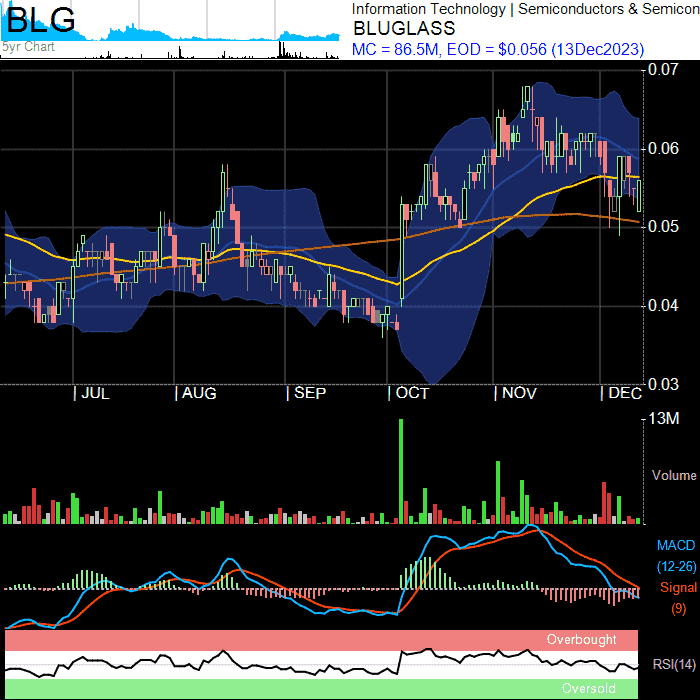 BLG
5yr Chart
Information Technology | Semiconductors & Semicon
BLUGLASS
MC = 86.5M, EOD = $0.056 (13Dec2023)
0.07
0.06
0.05
0.04
0.03
| JUL | AUG | SEP | OCT | NOV | DEC
13M
Volume
MACD
(12-26)
Signal
(9)
Overbought
RSI(14)
Oversold